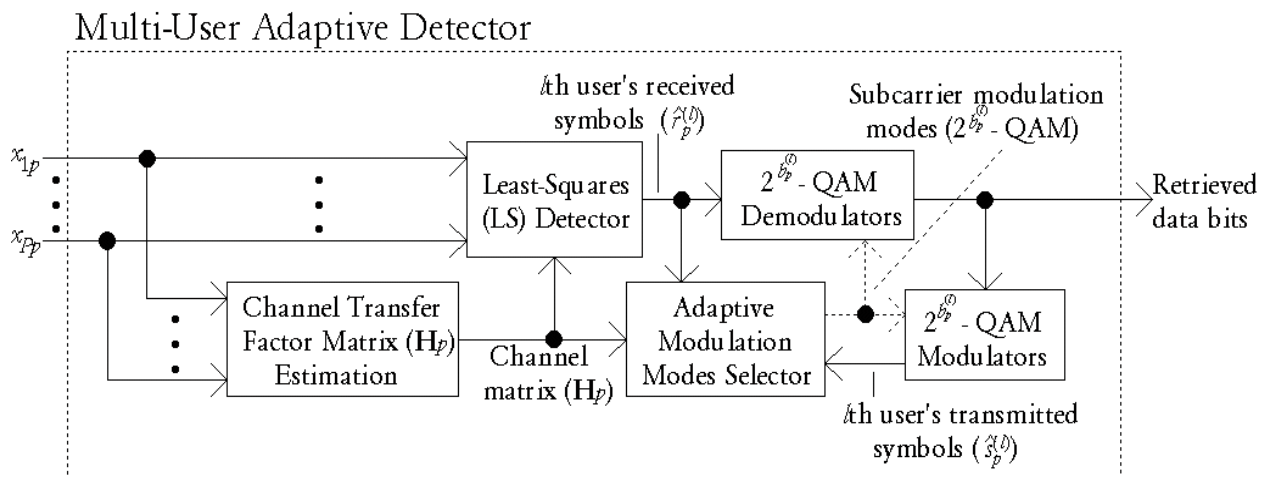 Multi-User Adaptive Detector
lth user's received
symbols (r̂ₚ⁽ˡ⁾)
Subcarrier modulation
modes (2^bₚ⁽ˡ⁾ - QAM)
x₁ₚ
xₚₚ
Least-Squares
(LS) Detector
2^bₚ⁽ˡ⁾ - QAM
Demodulators
Retrieved
data bits
Channel Transfer
Factor Matrix (Hₚ)
Estimation
Channel
matrix (Hₚ)
Adaptive
Modulation
Modes Selector
2^bₚ⁽ˡ⁾ - QAM
Modulators
lth user's transmitted
symbols (ŝₚ⁽ˡ⁾)